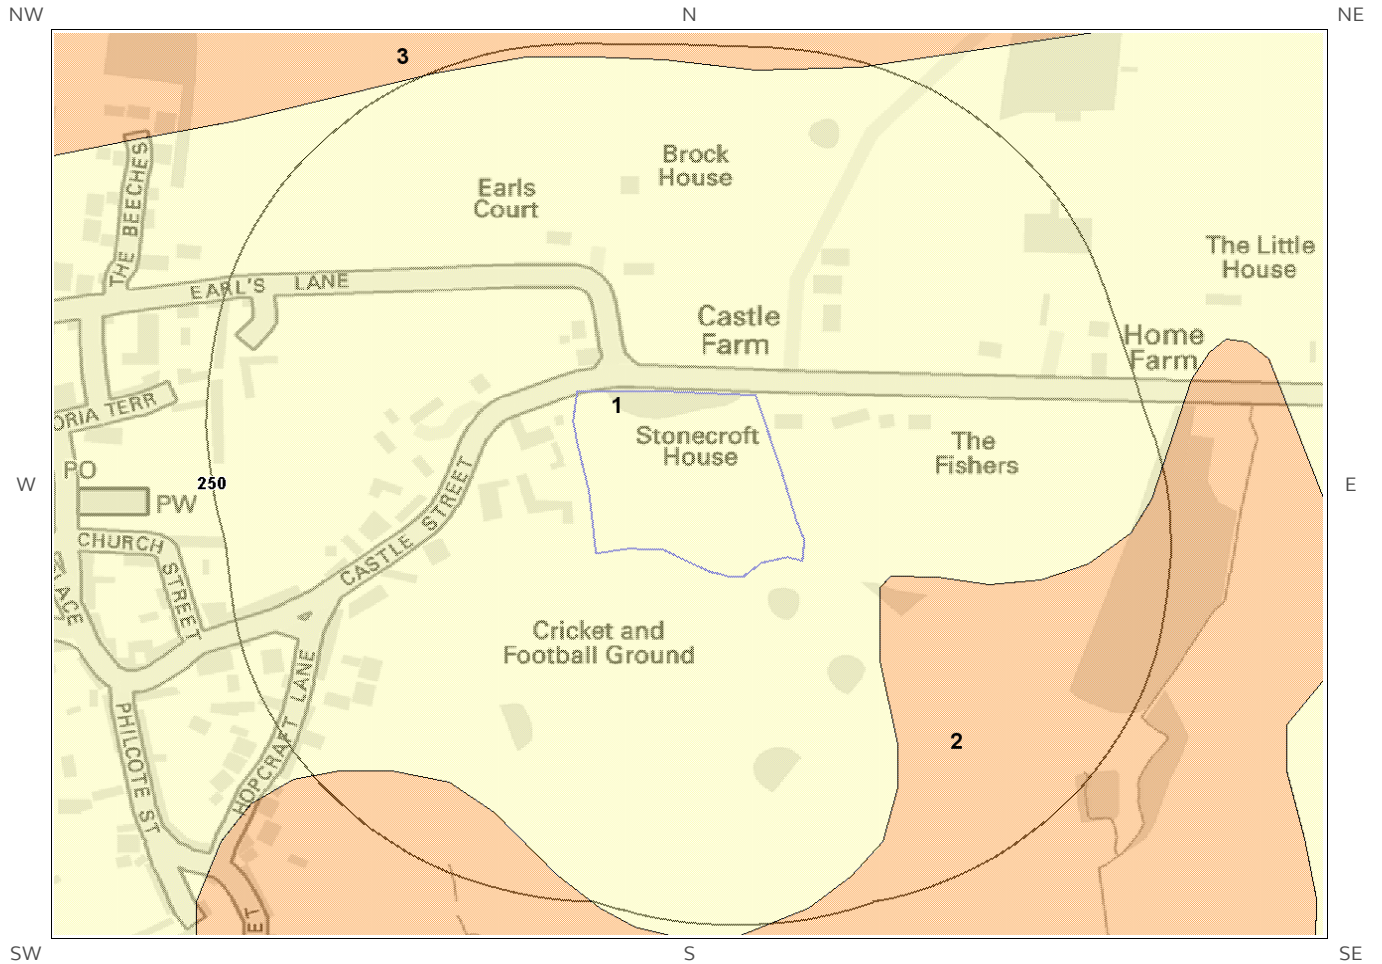 NW
N
NE
3
Brock
House
Earls
Court
THE BEECHES
The Little
House
EARL'S LANE
Castle
Farm
Home
Farm
1
ORIA TERR
Stonecroft
House
The
Fishers
PO
W
250
E
PW
CASTLE STREET
CHURCH STREET
LACE
Cricket and
Football Ground
HOPCRAFT LANE
PHILCOTE ST
2
ET
SW
S
SE